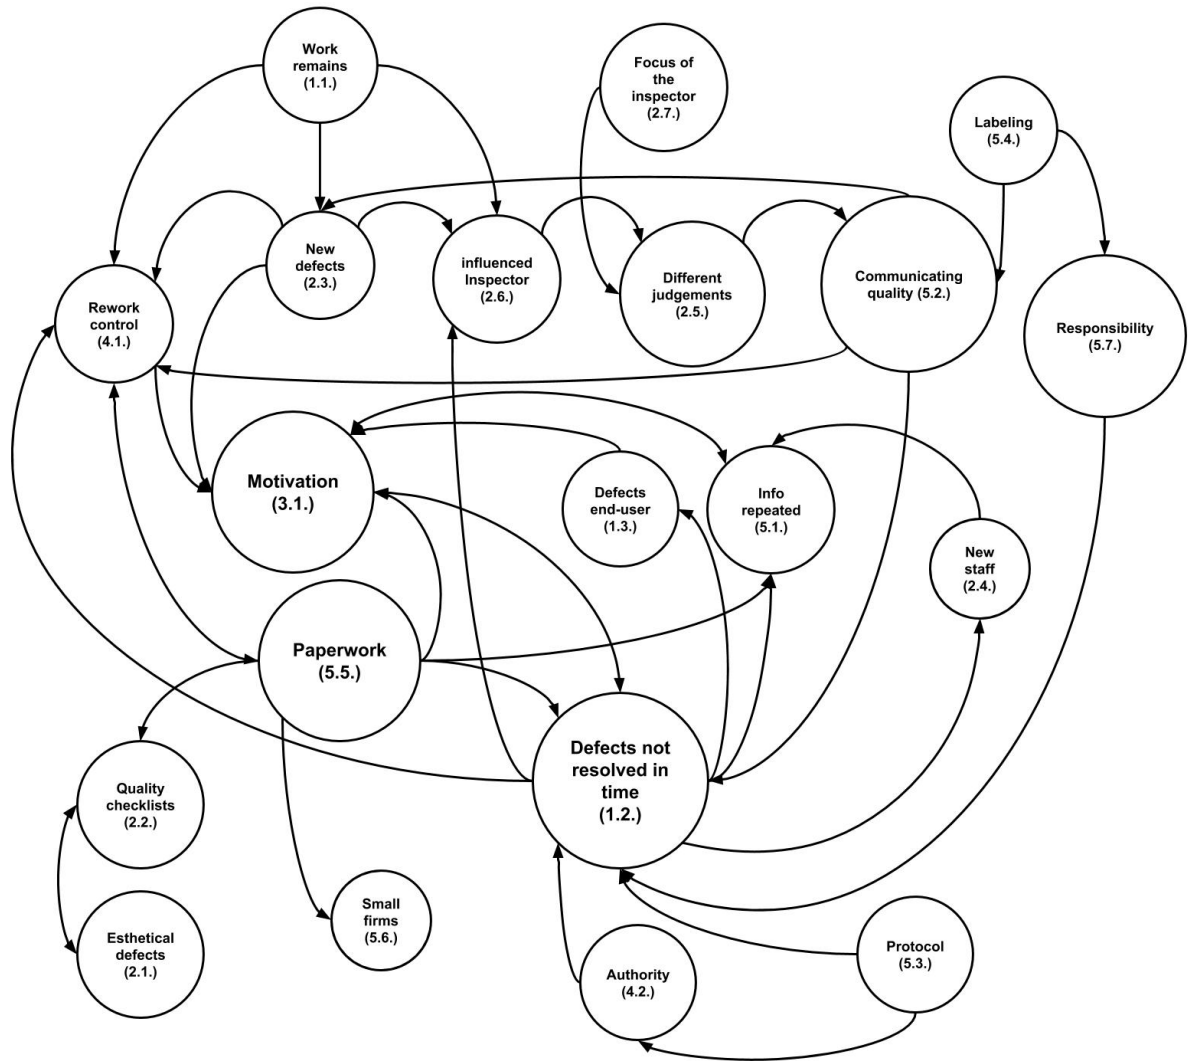 Work
remains
(1.1.)
Focus of
the
inspector
(2.7.)
Labeling
(5.4.)
New
defects
(2.3.)
influenced
Inspector
(2.6.)
Different
judgements
(2.5.)
Communicating
quality (5.2.)
Responsibility
(5.7.)
Rework
control
(4.1.)
Motivation
(3.1.)
Defects
end-user
(1.3.)
Info
repeated
(5.1.)
New
staff
(2.4.)
Paperwork
(5.5.)
Defects not
resolved in
time
(1.2.)
Quality
checklists
(2.2.)
Small
firms
(5.6.)
Esthetical
defects
(2.1.)
Authority
(4.2.)
Protocol
(5.3.)